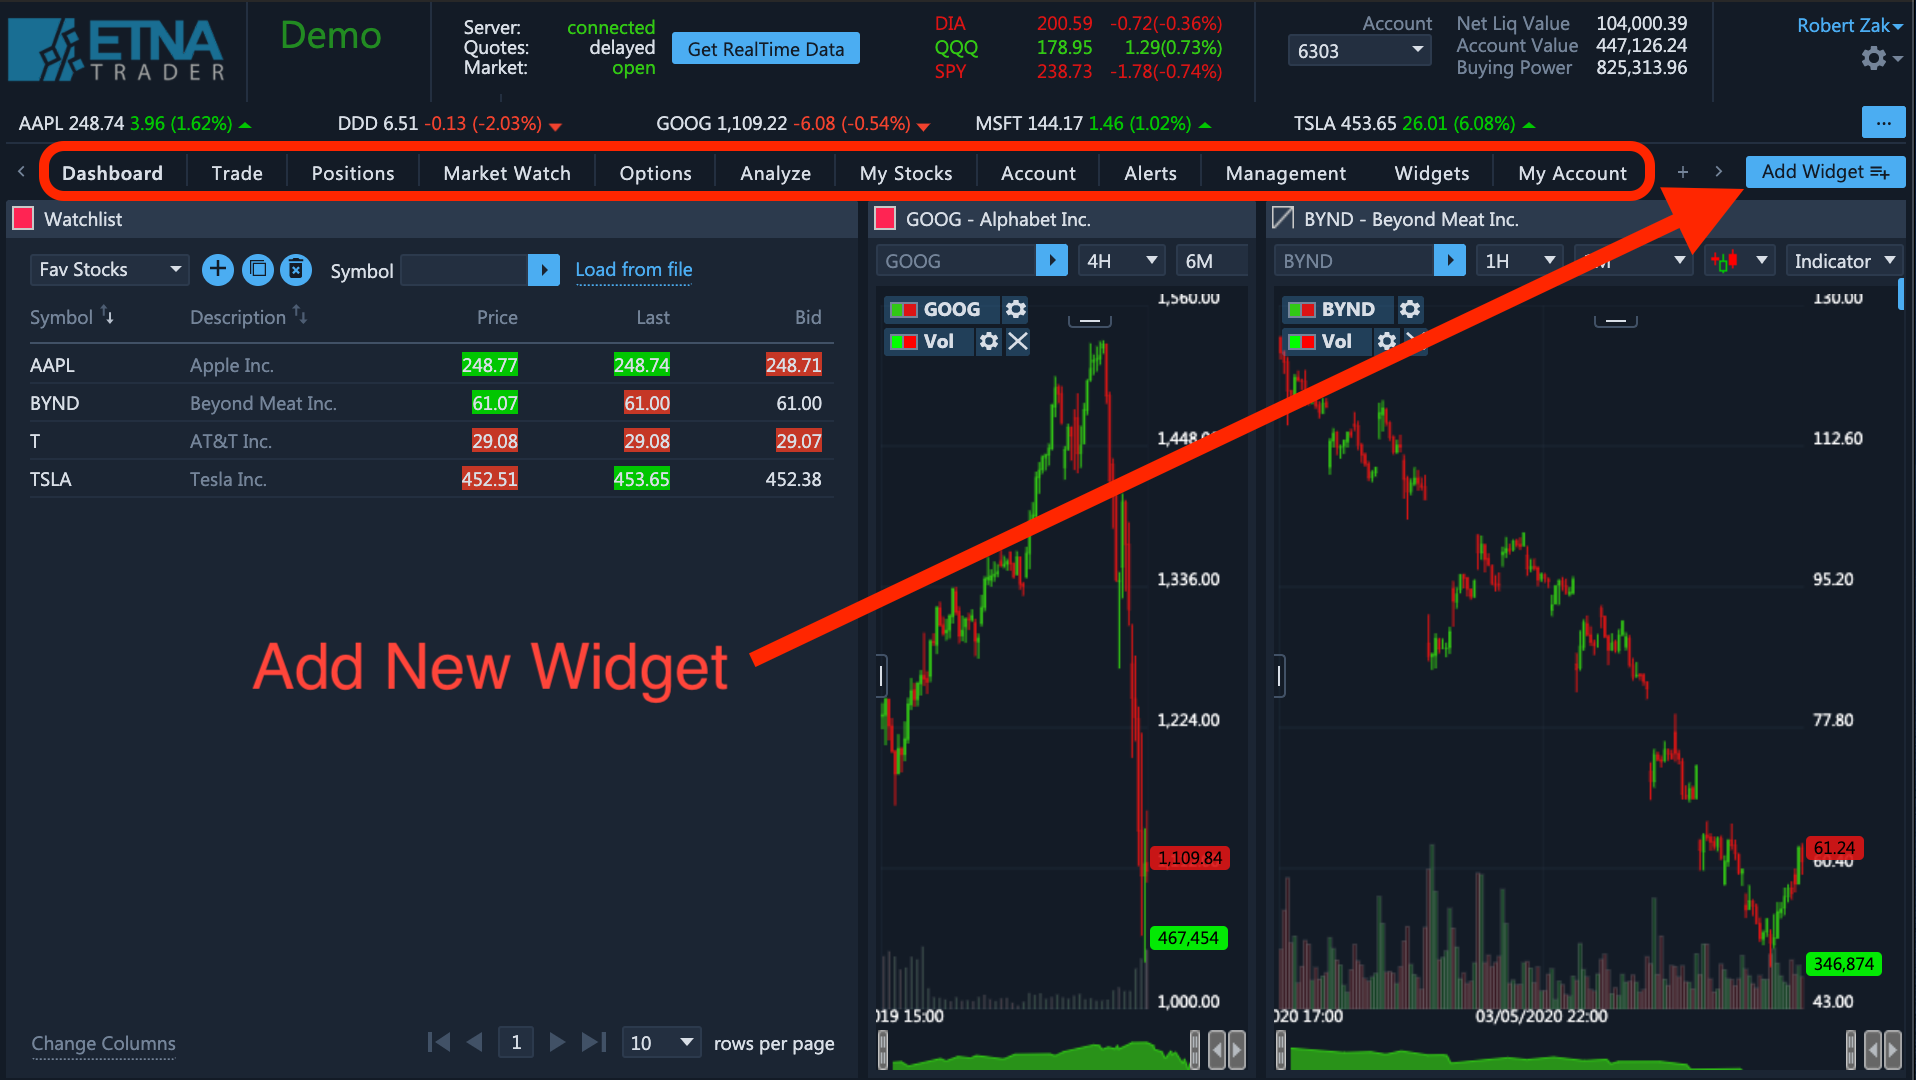 ETNA
TRADER
Demo
Server: connected
Quotes: delayed
Market: open
Get RealTime Data
DIA 200.59 -0.72(-0.36%)
QQQ 178.95 1.29(0.73%)
SPY 238.73 -1.78(-0.74%)
Account
6303
Net Liq Value 104,000.39
Account Value 447,126.24
Buying Power 825,313.96
Robert Zak
AAPL 248.74 3.96 (1.62%) DDD 6.51 -0.13 (-2.03%) GOOG 1,109.22 -6.08 (-0.54%) MSFT 144.17 1.46 (1.02%) TSLA 453.65 26.01 (6.08%) ...
Dashboard Trade Positions Market Watch Options Analyze My Stocks Account Alerts Management Widgets My Account + Add Widget
Watchlist
Fav Stocks Symbol Load from file
Symbol Description Price Last Bid
AAPL Apple Inc. 248.77 248.74 248.71
BYND Beyond Meat Inc. 61.07 61.00 61.00
T AT&T Inc. 29.08 29.08 29.07
TSLA Tesla Inc. 452.51 453.65 452.38
Add New Widget
Change Columns 1 10 rows per page
GOOG - Alphabet Inc.
GOOG 4H 6M
GOOG
Vol
1,560.00
1,448.00
1,336.00
1,224.00
1,109.84
467,454
1,000.00
019 15:00
BYND - Beyond Meat Inc.
BYND 1H Indicator
BYND
Vol
130.00
112.60
95.20
77.80
61.24
60.40
346,874
43.00
020 17:00 03/05/2020 22:00